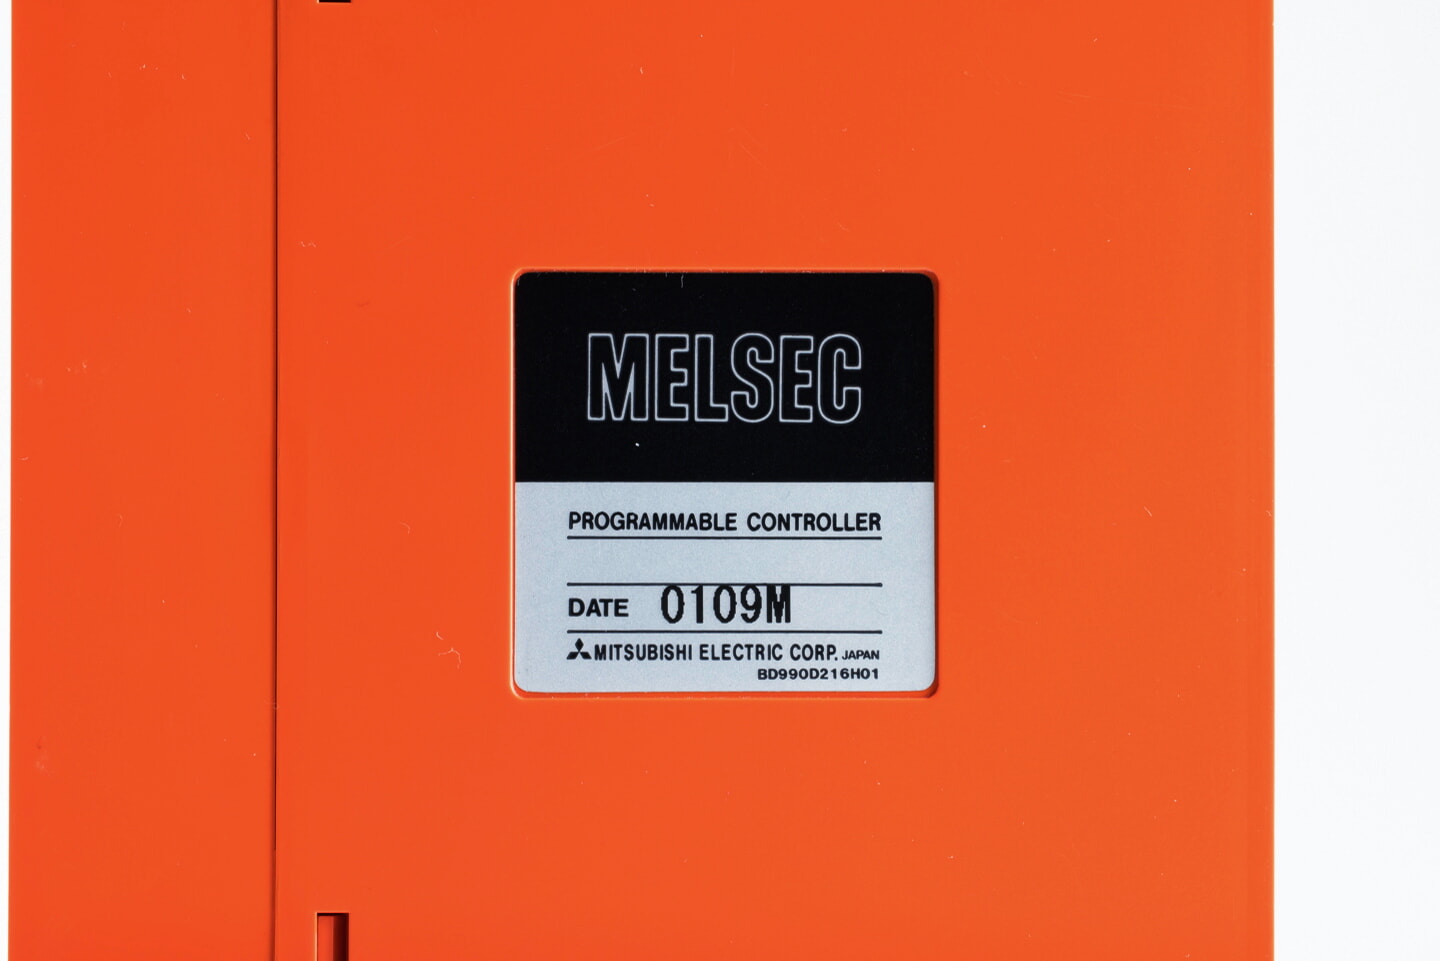 MELSEC
PROGRAMMABLE CONTROLLER
DATE 0109M
MITSUBISHI ELECTRIC CORP. JAPAN
BD990D216H01